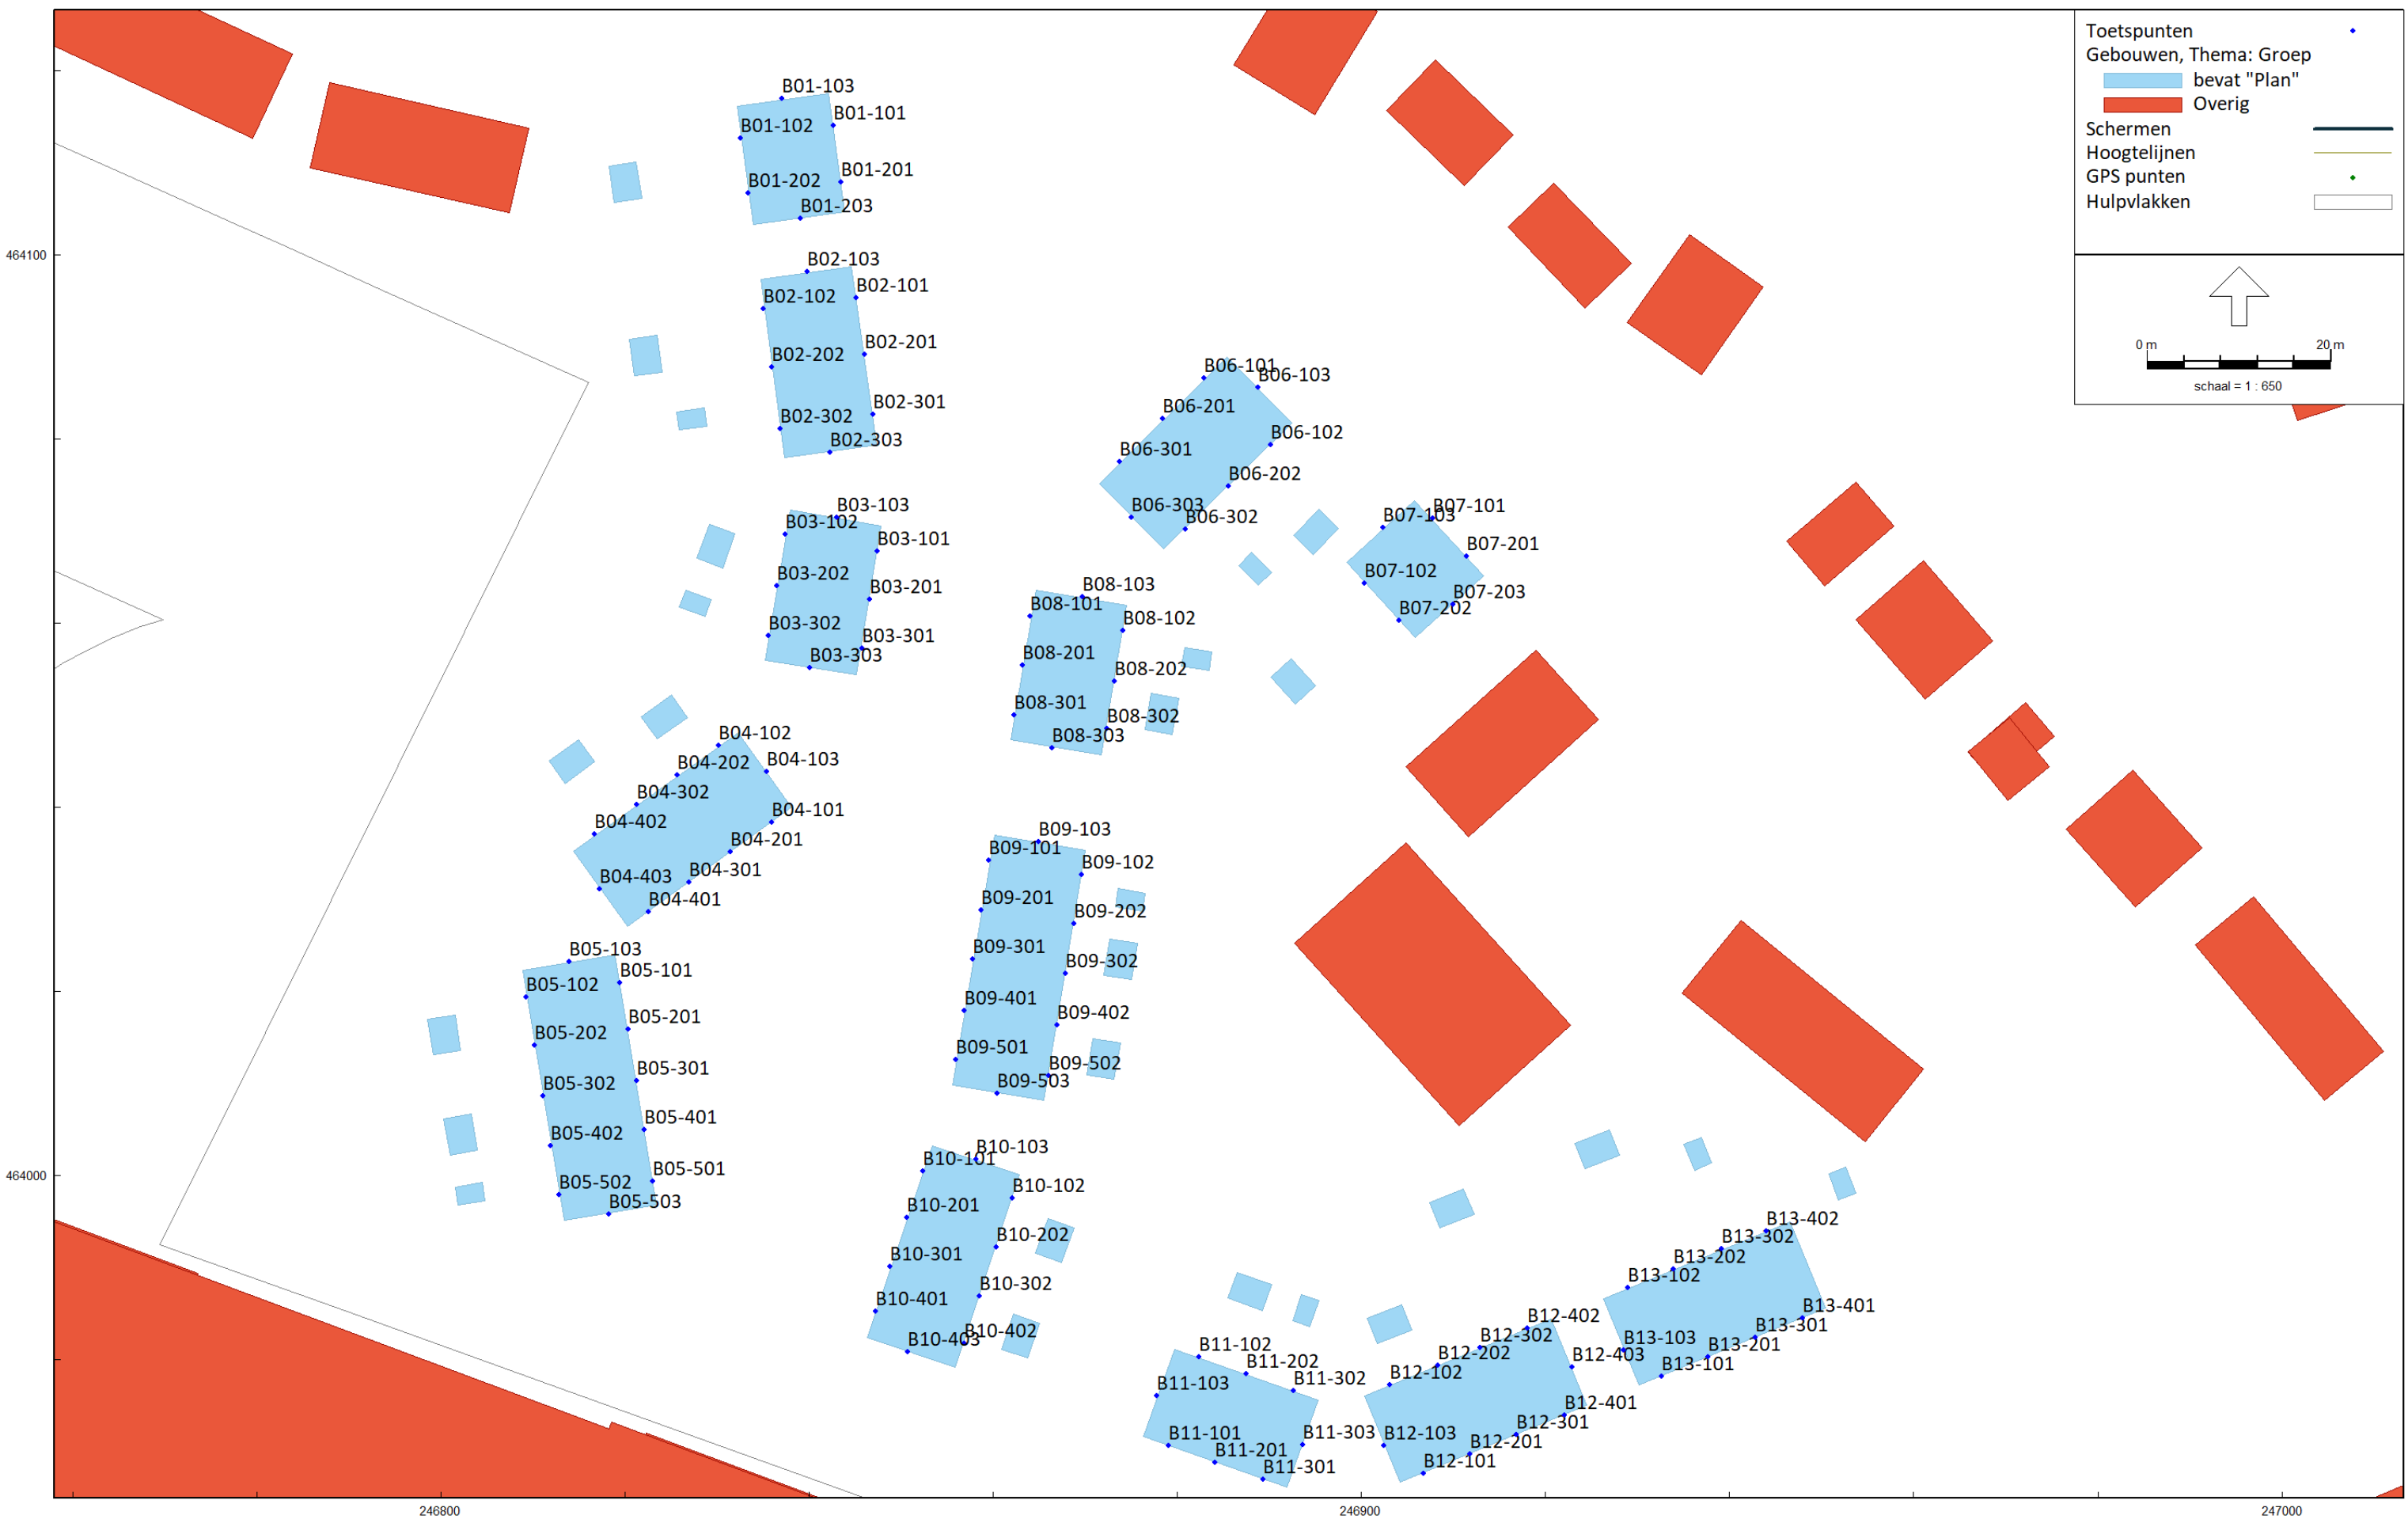 Toetspunten
Gebouwen, Thema: Groep
bevat "Plan"
Overig
Schermen
Hoogtelijnen
GPS punten
Hulpvlakken
0 m
20 m
schaal = 1 : 650
464100
464000
246800
246900
247000
B01-103
B01-101
B01-102
B01-201
B01-202
B01-203
B02-103
B02-101
B02-102
B02-201
B02-202
B02-301
B02-302
B02-303
B03-103
B03-102
B03-101
B03-202
B03-201
B03-302
B03-301
B03-303
B04-102
B04-202
B04-103
B04-302
B04-101
B04-402
B04-201
B04-301
B04-403
B04-401
B05-103
B05-101
B05-102
B05-201
B05-202
B05-301
B05-302
B05-401
B05-402
B05-501
B05-502
B05-503
B06-101
B06-103
B06-201
B06-102
B06-301
B06-202
B06-303
B06-302
B07-101
B07-103
B07-201
B07-102
B07-203
B07-202
B08-103
B08-101
B08-102
B08-201
B08-202
B08-301
B08-302
B08-303
B09-103
B09-101
B09-102
B09-201
B09-202
B09-301
B09-302
B09-401
B09-402
B09-501
B09-502
B09-503
B10-103
B10-101
B10-102
B10-201
B10-202
B10-301
B10-302
B10-401
B10-402
B10-403
B11-102
B11-202
B11-302
B11-103
B11-101
B11-303
B11-201
B11-301
B12-402
B12-302
B12-202
B12-403
B12-102
B12-401
B12-301
B12-103
B12-201
B12-101
B13-402
B13-302
B13-202
B13-102
B13-401
B13-301
B13-103
B13-201
B13-101